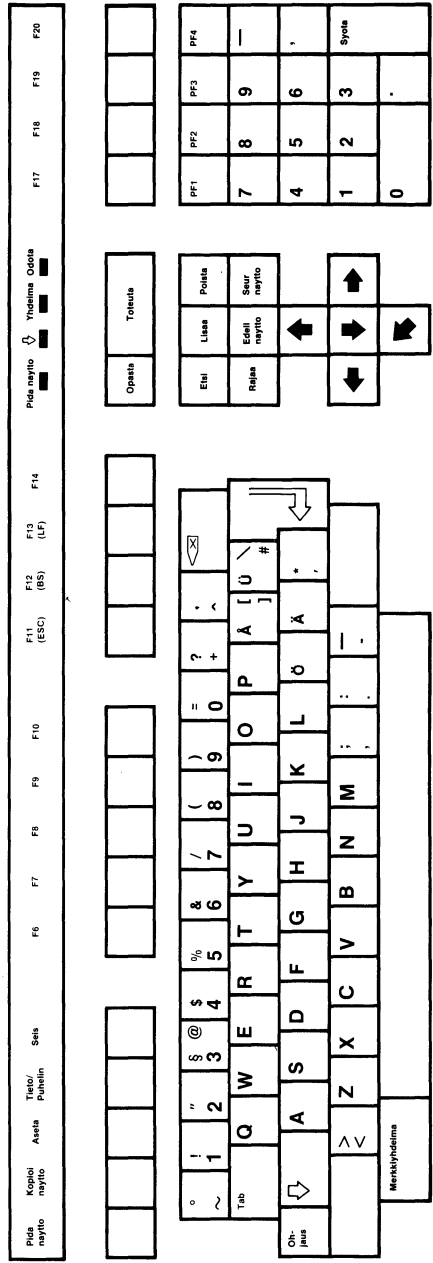 Pida naytto
Kopioi naytto
Aseta
Tieto/ Puhelin
Seis
F6
F7
F8
F9
F10
F11 (ESC)
F12 (BS)
F13 (LF)
F14
Pida naytto
Yhdelma
Odota
F17
F18
F19
F20
Opasta
Toteuta
° ~
! 1
" 2
§ @ 3
$ 4
% 5
& 6
/ 7
( 8
) 9
= 0
? +
Etsi
Lisaa
Poista
PF1
PF2
PF3
PF4
Tab
Q
W
E
R
T
Y
U
I
O
P
Å [ ]
Ü \ #
Rajaa
Edell naytto
Seur naytto
7
8
9
—
Oh- jaus
A
S
D
F
G
H
J
K
L
Ö
Ä
* '
4
5
6
,
> <
Z
X
C
V
B
N
M
; ,
: .
— -
1
2
3
Syota
Merkkiyhdelma
0
.